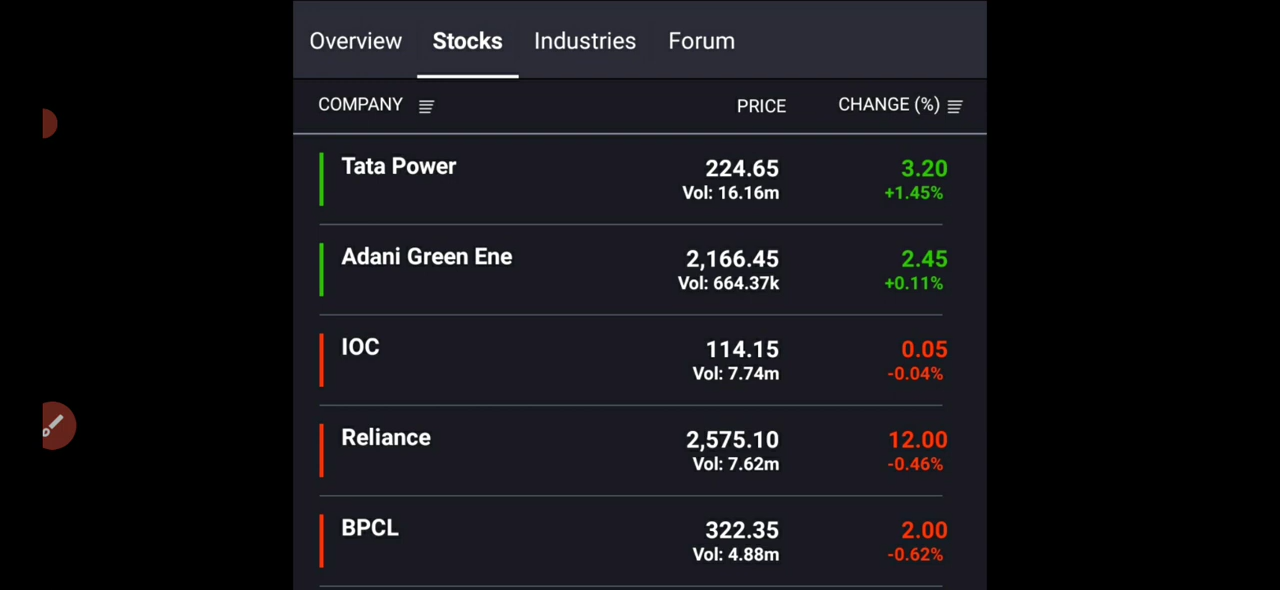 Overview Stocks Industries Forum
COMPANY PRICE CHANGE (%)
Tata Power 224.65 3.20
Vol: 16.16m +1.45%
Adani Green Ene 2,166.45 2.45
Vol: 664.37k +0.11%
IOC 114.15 0.05
Vol: 7.74m -0.04%
Reliance 2,575.10 12.00
Vol: 7.62m -0.46%
BPCL 322.35 2.00
Vol: 4.88m -0.62%